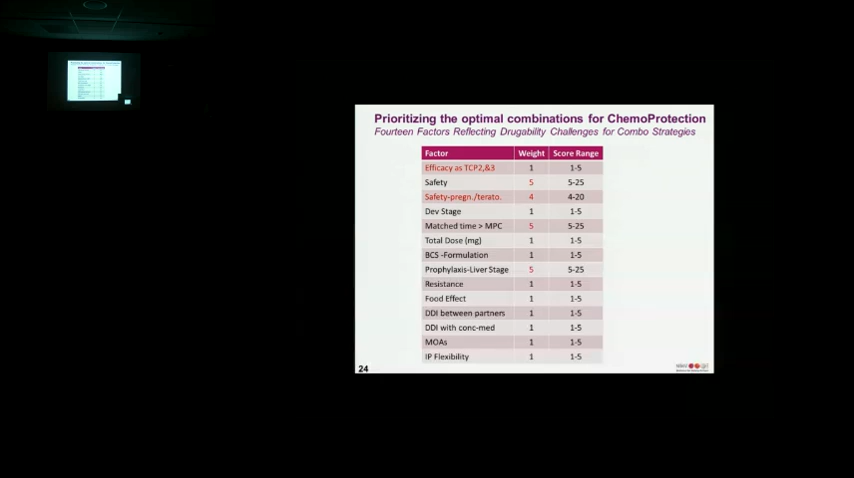 Prioritizing the optimal combinations for ChemoProtection
Fourteen Factors Reflecting Drugability Challenges for Combo Strategies
Factor Weight Score Range
Efficacy as TCP2,&3 1 1-5
Safety 5 5-25
Safety-pregn./terato. 4 4-20
Dev Stage 1 1-5
Matched time > MPC 5 5-25
Total Dose (mg) 1 1-5
BCS -Formulation 1 1-5
Prophylaxis-Liver Stage 5 5-25
Resistance 1 1-5
Food Effect 1 1-5
DDI between partners 1 1-5
DDI with conc-med 1 1-5
MOAs 1 1-5
IP Flexibility 1 1-5
24